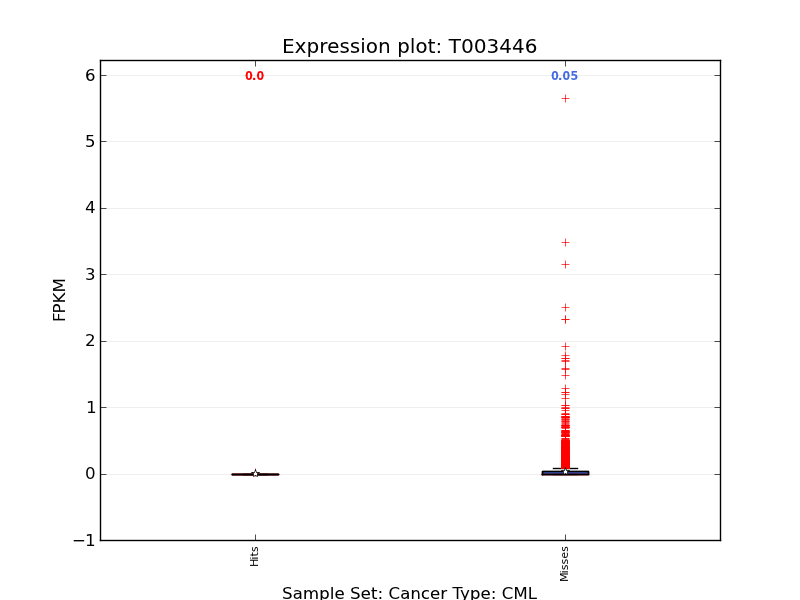 Expression plot: T003446
0.0
0.05
6
5
4
3
2
1
0
−1
FPKM
Hits
Misses
Sample Set: Cancer Type: CML